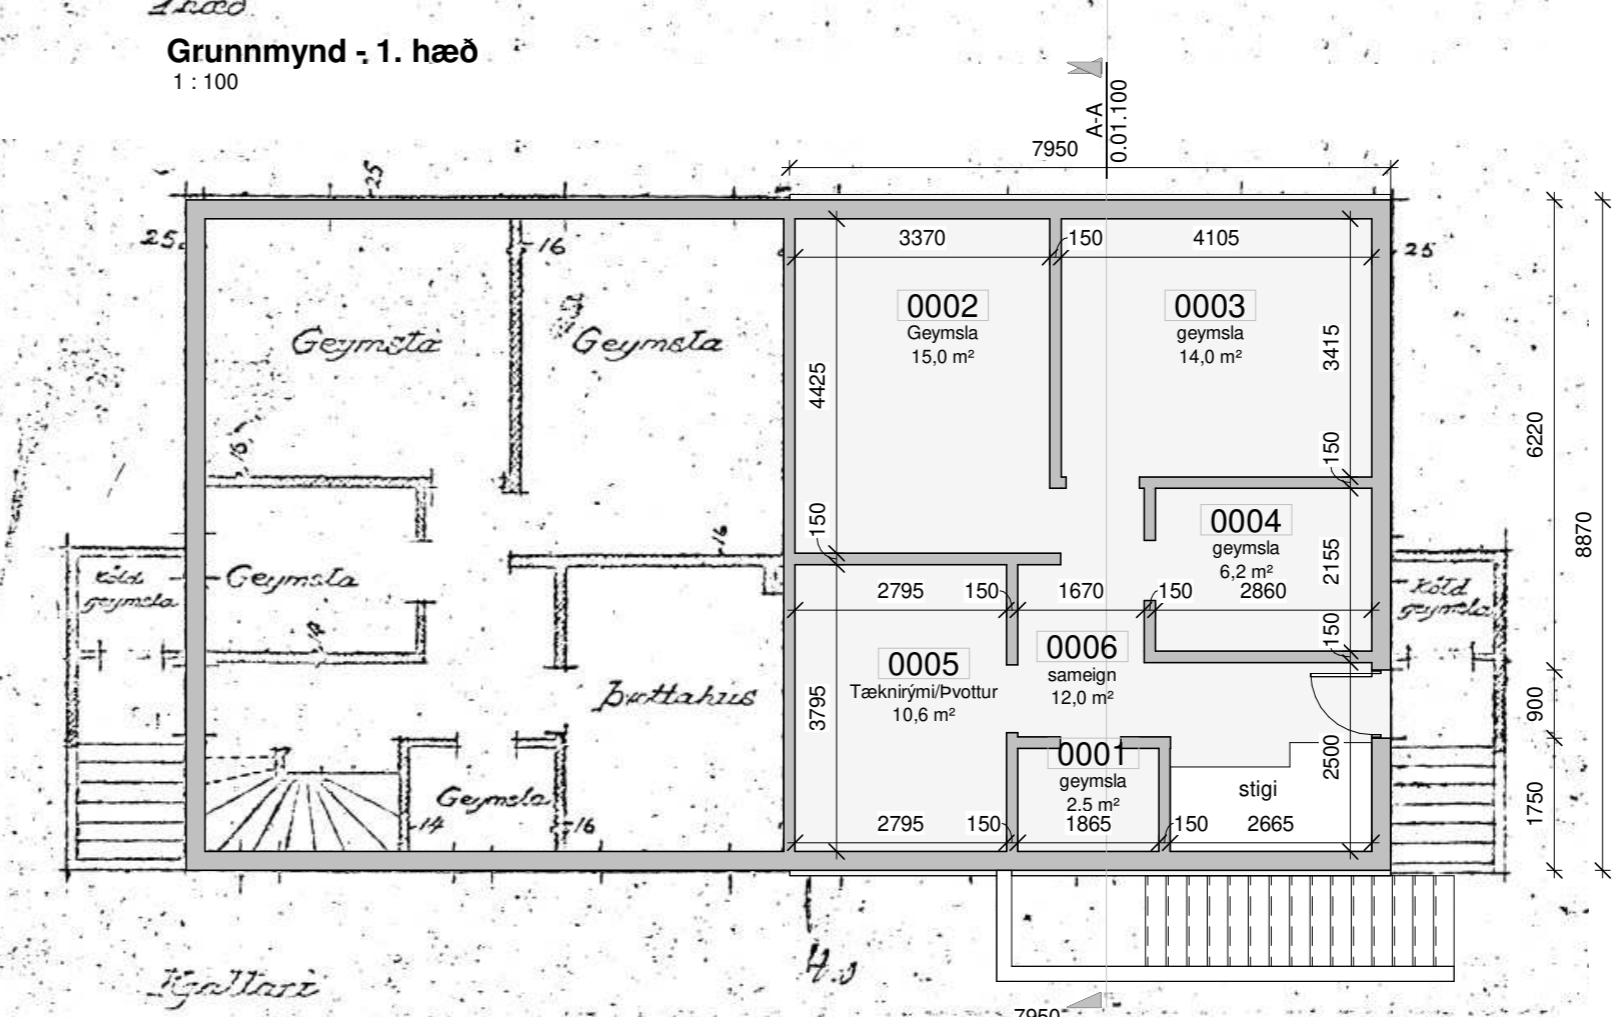 1 hæð
Grunnmynd - 1. hæð
1 : 100
A-A
0.01.100
7950
25
25
16
25
3370
150
4105
0002
Geymsla
15,0 m²
0003
geymsla
14,0 m²
Geymsla
Geymsla
4425
3415
6220
8870
150
150
16
0004
geymsla
6,2 m²
2155
Geymsla
Köld
geymsla
Köld
geymsla
2795
150
1670
150
2860
150
0005
Tæknirými/Þvottur
10,6 m²
0006
sameign
12,0 m²
Þvottahús
3795
900
2500
0001
geymsla
2.5 m²
stigi
Geymsla
14
16
2795
150
1865
150
2665
1750
Kjallari
H.J
7950